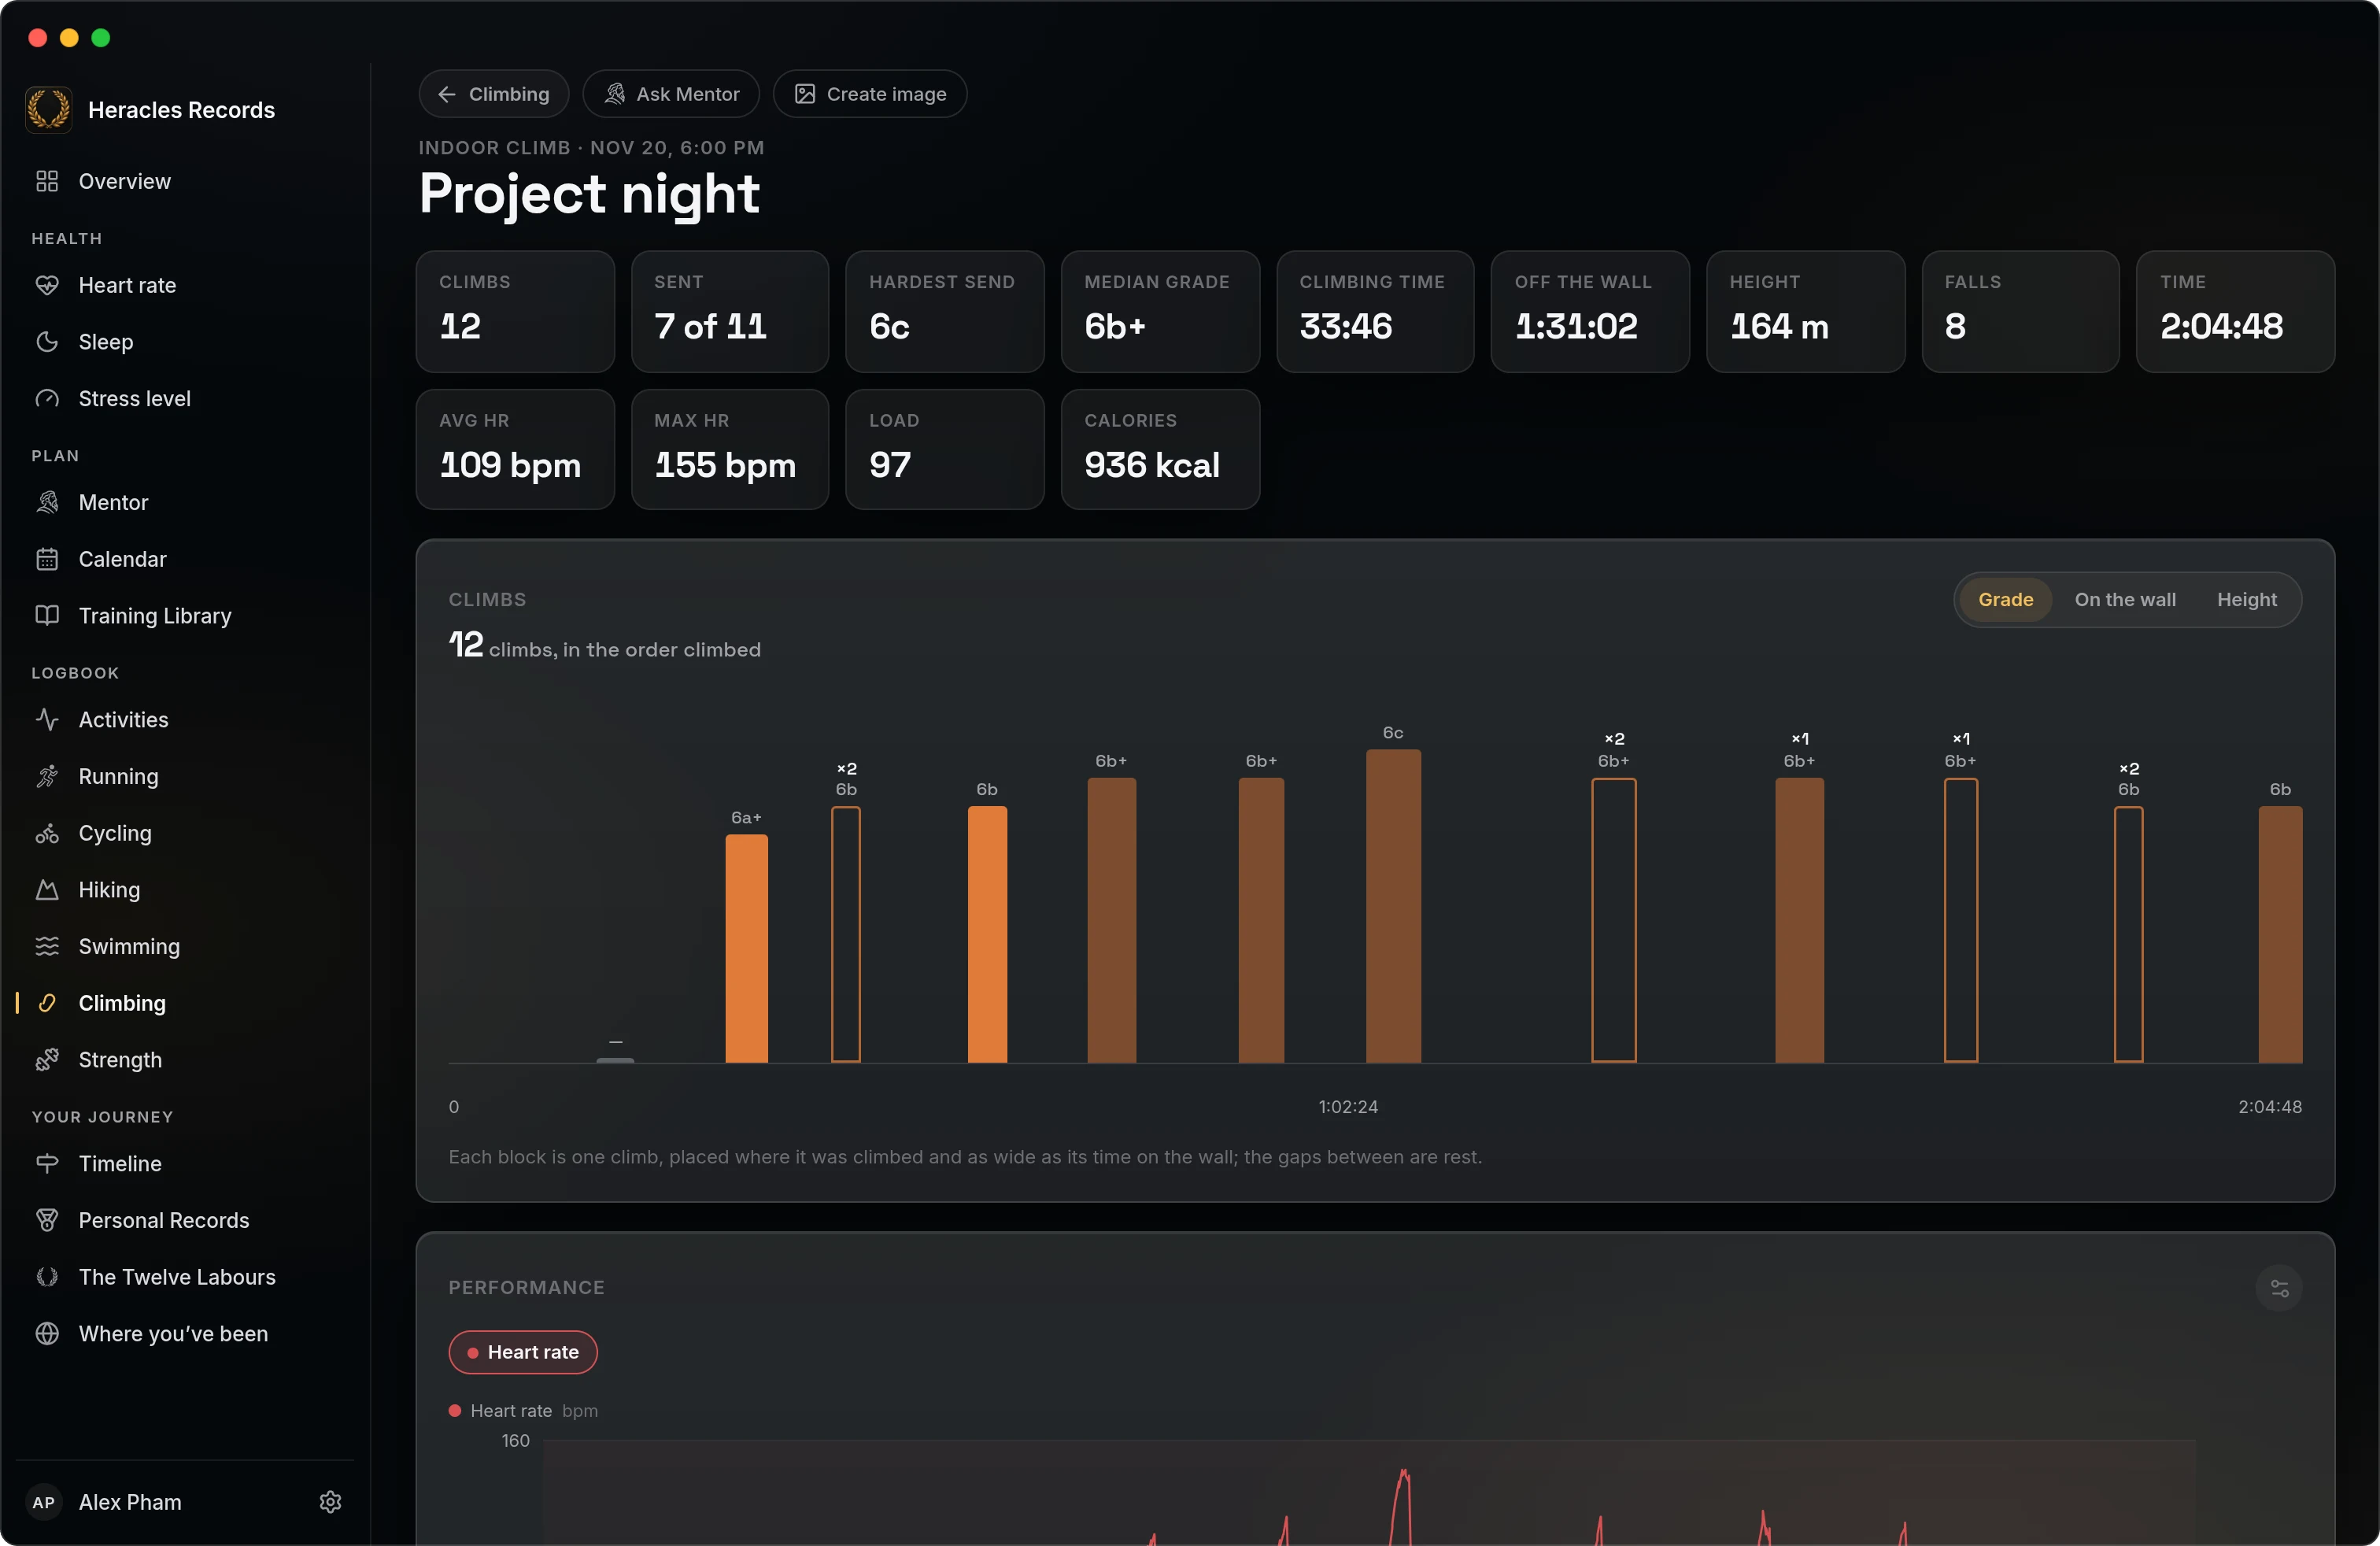 Heracles Records
Overview
HEALTH
Heart rate
Sleep
Stress level
PLAN
Mentor
Calendar
Training Library
LOGBOOK
Activities
Running
Cycling
Hiking
Swimming
Climbing
Strength
YOUR JOURNEY
Timeline
Personal Records
The Twelve Labours
Where you’ve been
AP Alex Pham
Climbing Ask Mentor Create image
INDOOR CLIMB · NOV 20, 6:00 PM
Project night
CLIMBS SENT HARDEST SEND MEDIAN GRADE CLIMBING TIME OFF THE WALL HEIGHT FALLS TIME
12 7 of 11 6c 6b+ 33:46 1:31:02 164 m 8 2:04:48
AVG HR MAX HR LOAD CALORIES
109 bpm 155 bpm 97 936 kcal
CLIMBS Grade On the wall Height
12 climbs, in the order climbed
6c
×2 ×1 ×1
6b+ 6b+ 6b+ 6b+ 6b+
×2 ×2
6b 6b 6b 6b
6a+
—
0 1:02:24 2:04:48
Each block is one climb, placed where it was climbed and as wide as its time on the wall; the gaps between are rest.
PERFORMANCE
Heart rate
Heart rate bpm
160